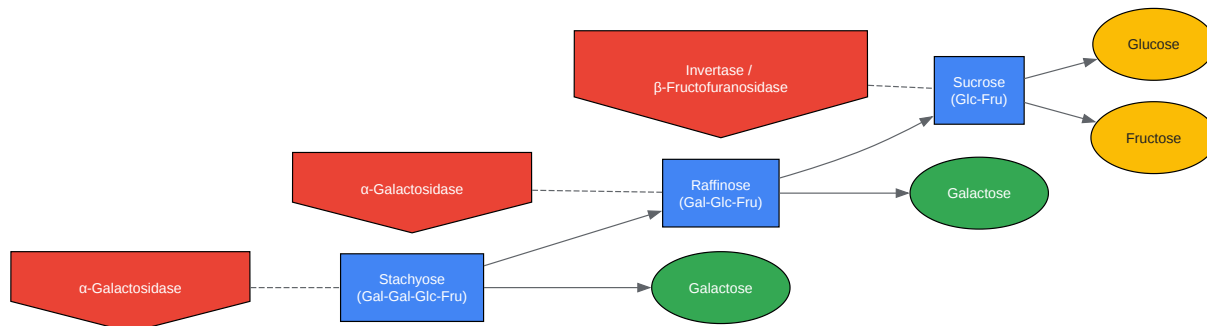 Glucose
Invertase /
β-Fructofuranosidase
Sucrose
(Glc-Fru)
Fructose
α-Galactosidase
Raffinose
(Gal-Glc-Fru)
Galactose
α-Galactosidase
Stachyose
(Gal-Gal-Glc-Fru)
Galactose